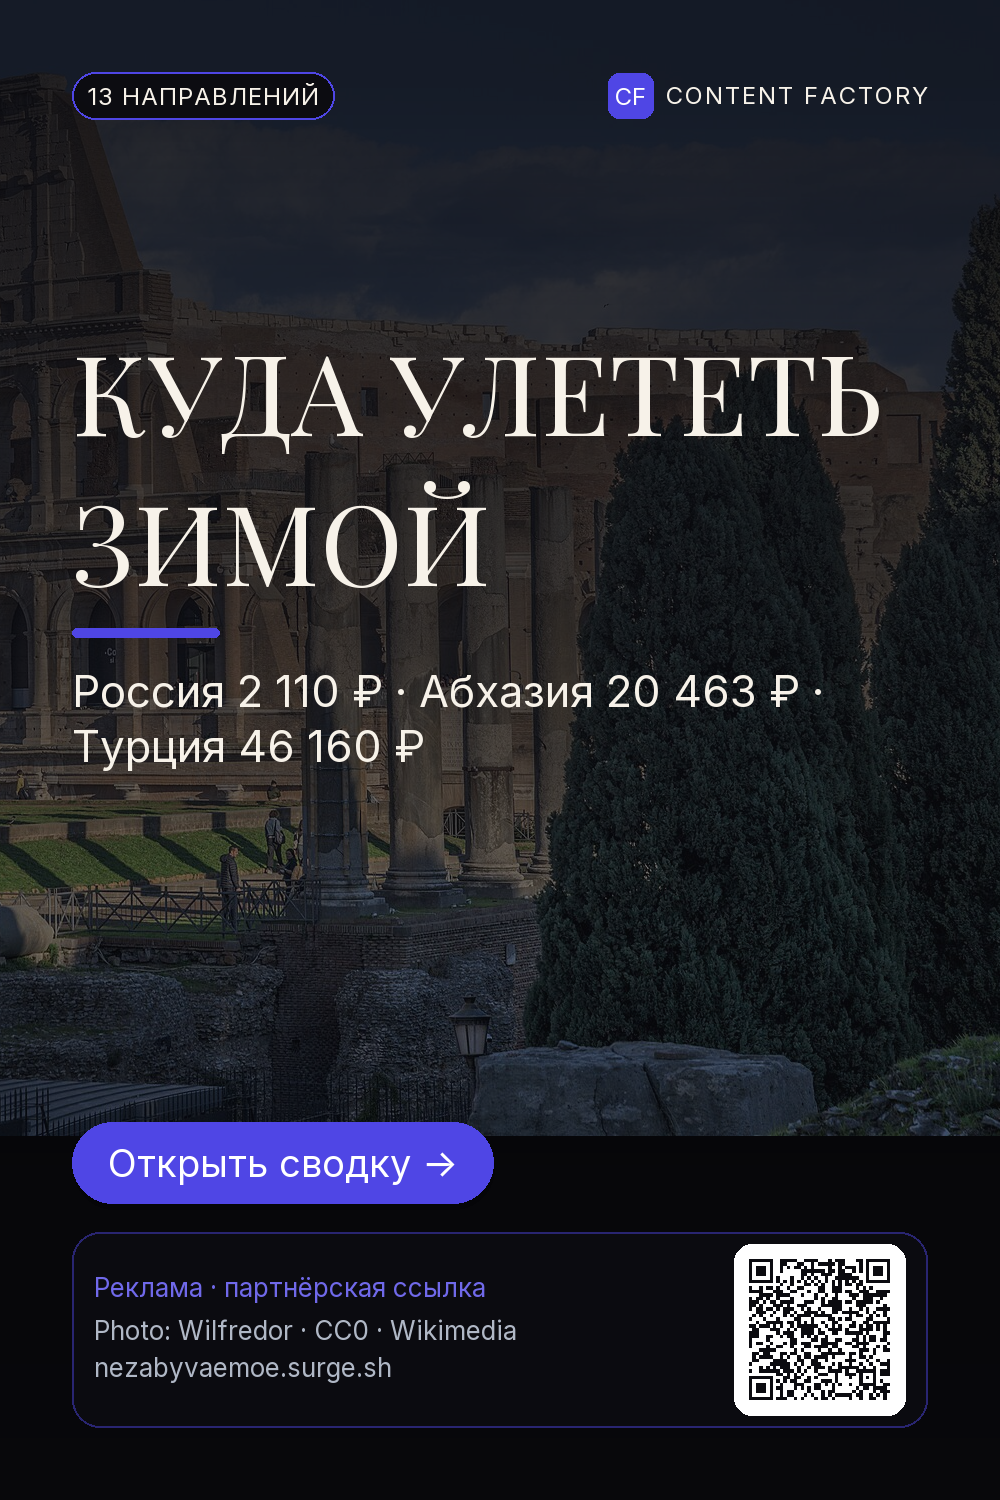 13 НАПРАВЛЕНИЙ
CF CONTENT FACTORY
КУДА УЛЕТЕТЬ
ЗИМОЙ
Россия 2 110 ₽ · Абхазия 20 463 ₽ ·
Турция 46 160 ₽
Открыть сводку →
Реклама · партнёрская ссылка
Photo: Wilfredor · CC0 · Wikimedia
nezabyvaemoe.surge.sh